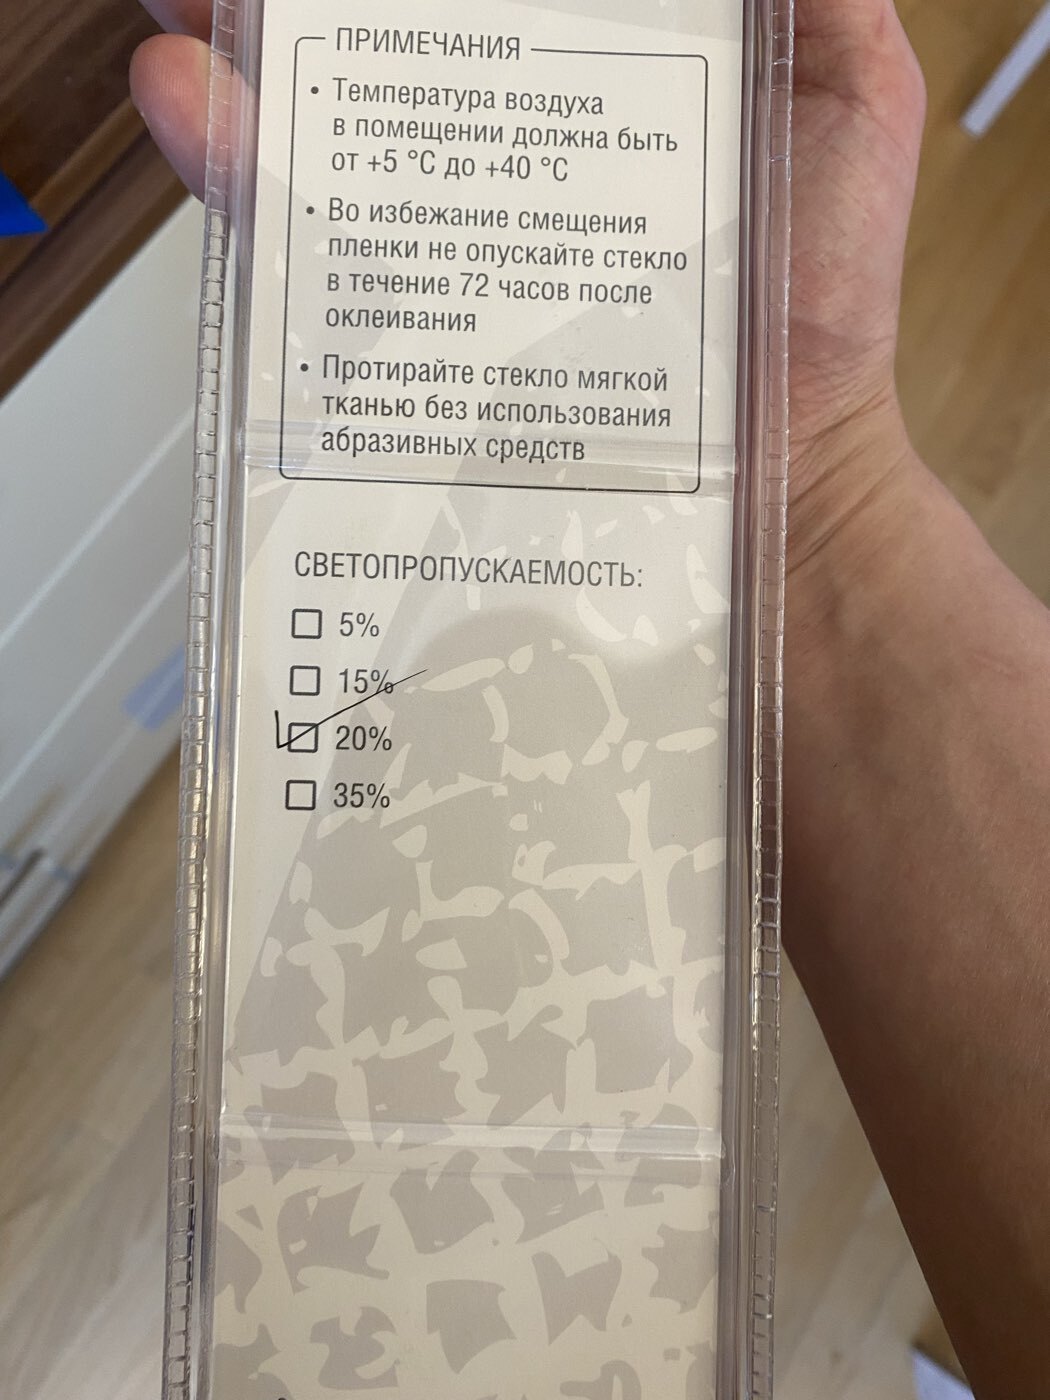 ПРИМЕЧАНИЯ
• Температура воздуха
в помещении должна быть
от +5 °C до +40 °C
• Во избежание смещения
пленки не опускайте стекло
в течение 72 часов после
оклеивания
• Протирайте стекло мягкой
тканью без использования
абразивных средств
СВЕТОПРОПУСКАЕМОСТЬ:
5%
15%
20%
35%